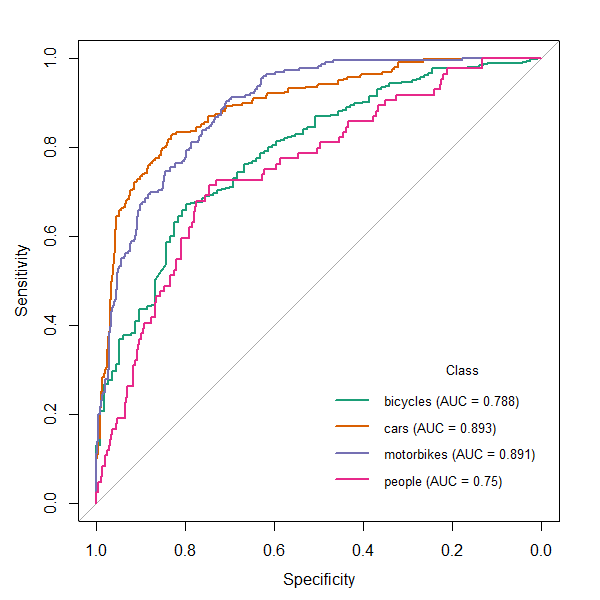 Sensitivity
1.0
0.8
0.6
0.4
0.2
0.0
Class
bicycles (AUC = 0.788)
cars (AUC = 0.893)
motorbikes (AUC = 0.891)
people (AUC = 0.75)
1.0 0.8 0.6 0.4 0.2 0.0
Specificity